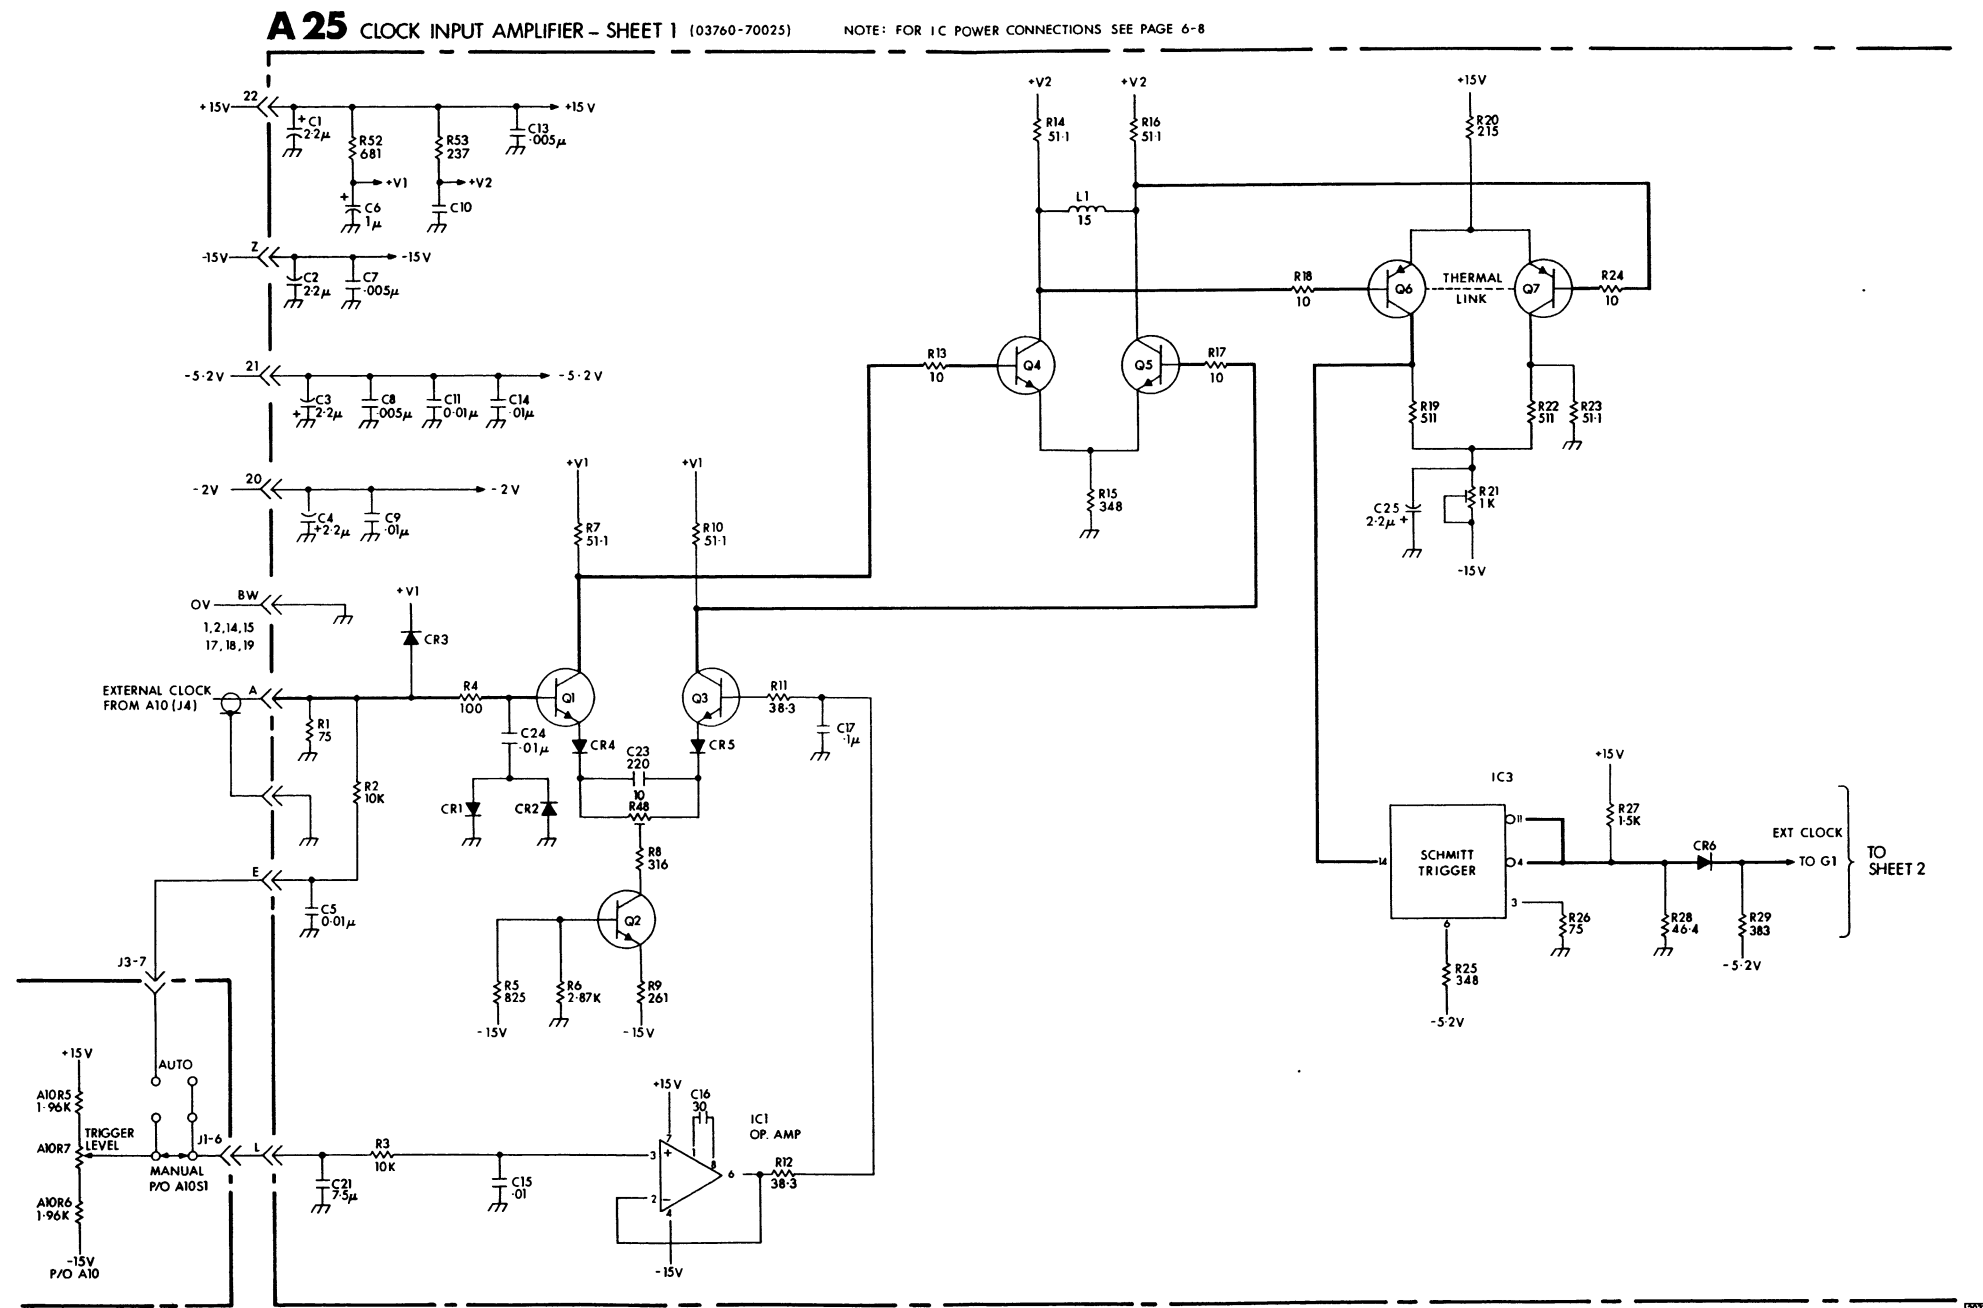 A25 CLOCK INPUT AMPLIFIER – SHEET 1 (03760-70025) NOTE: FOR IC POWER CONNECTIONS SEE PAGE 6-8
+15V 22 +15V
+ C1 2·2µ
R52 681
R53 237
C13 ·005µ
+V1
+V2
+ C6 1µ
C10
-15V Z -15V
C2 2·2µ
C7 ·005µ
-5·2V 21 -5·2V
+ C3 2·2µ
C8 ·005µ
C11 0·01µ
C14 ·01µ
-2V 20 -2V
C4 +2·2µ
C9 ·01µ
0V BW
1,2,14,15
17,18,19
+V1
CR3
EXTERNAL CLOCK A
FROM A10 (J4)
R1 75
R2 10K
R4 100
C24 ·01µ
CR1
CR2
E
C5 0·01µ
+V1
R7 51·1
+V1
R10 51·1
Q1
Q3
CR4
CR5
C23 220
10 R48
R8 316
Q2
R5 825
R6 2·87K
R9 261
-15V
-15V
R11 38·3
C17 ·1µ
+V2
R14 51·1
+V2
R16 51·1
L1 15
R13 10
Q4
Q5
R17 10
R15 348
+15V
R20 215
R18 10
Q6
THERMAL
LINK
Q7
R24 10
R19 511
R22 511
R23 51·1
C25 2·2µ +
R21 1K
-15V
IC3
SCHMITT
TRIGGER
14
11
4
3
6
R25 348
-5·2V
R26 75
+15V
R27 1·5K
R28 46·4
CR6
R29 383
-5·2V
EXT CLOCK
TO G1
TO
SHEET 2
J3-7
+15V
AUTO
A10R5 1·96K
A10R7
TRIGGER
LEVEL
J1-6 L
MANUAL
P/O A10S1
A10R6 1·96K
-15V
P/O A10
C21 7·5µ
R3 10K
C15 ·01
+15V
C16 30
IC1
OP. AMP
7
3 +
1
8
6
2 –
4
-15V
R12 38·3